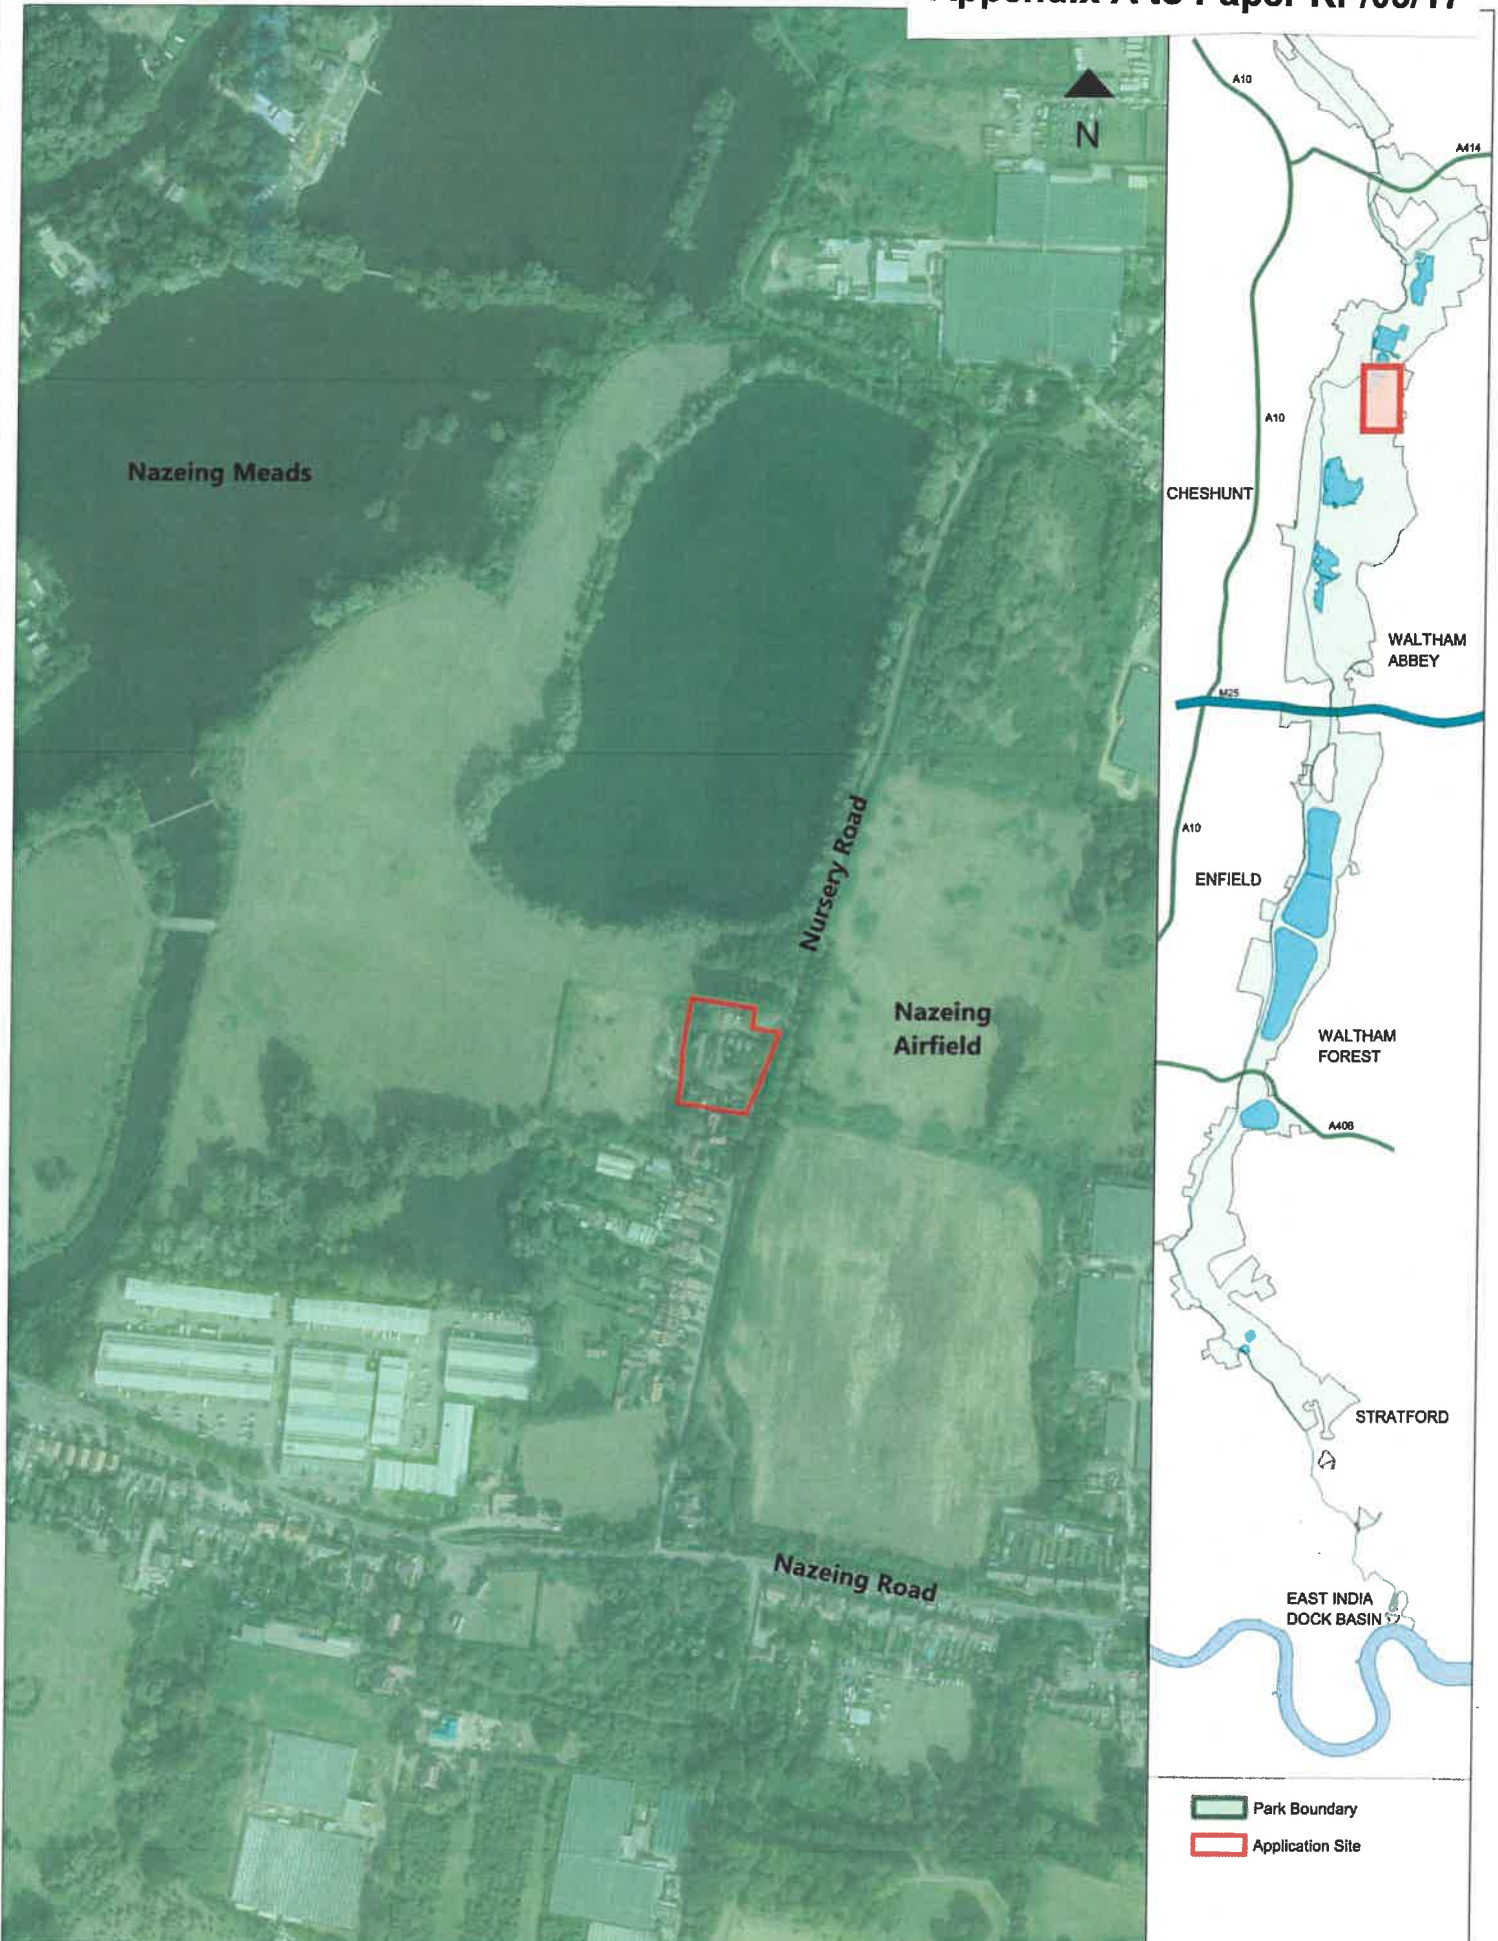 N
Nazeing Meads
Nursery Road
Nazeing
Airfield
Nazeing Road
A10
A414
A10
CHESHUNT
WALTHAM
ABBEY
M25
A10
ENFIELD
WALTHAM
FOREST
A406
STRATFORD
EAST INDIA
DOCK BASIN
Park Boundary
Application Site